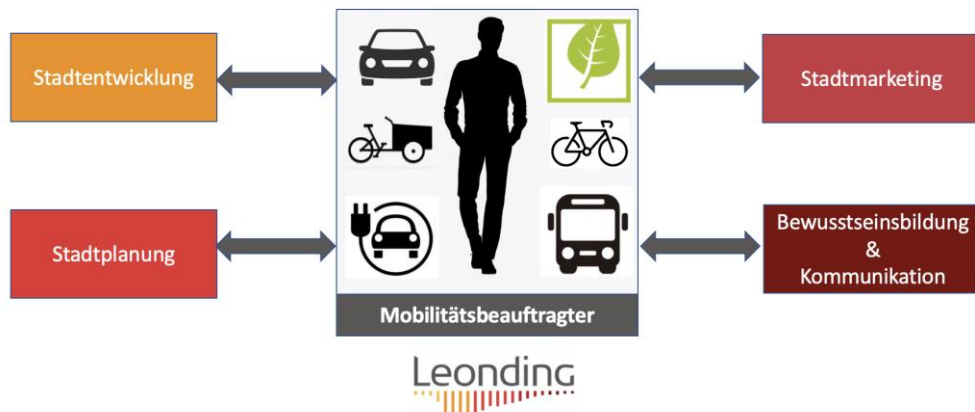 Stadtentwicklung
Stadtmarketing
Stadtplanung
Bewusstseinsbildung
&
Kommunikation
Mobilitätsbeauftragter
Leonding